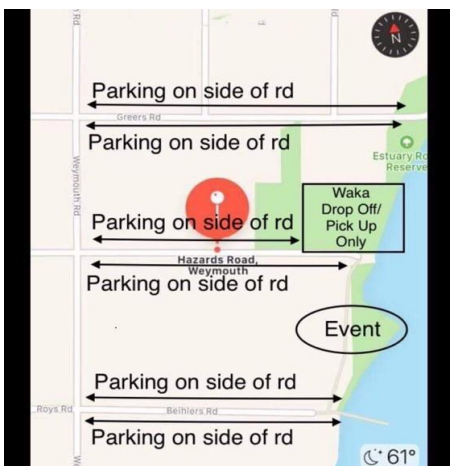 Rd
Rd
N
Parking on side of rd
Greers Rd
Parking on side of rd
Estuary Rd
Reserve
Weymouth Rd
Waka
Drop Off/
Pick Up
Only
Parking on side of rd
Hazards Road,
Weymouth
Parking on side of rd
Event
Parking on side of rd
Roys Rd
Beihlers Rd
Parking on side of rd
61°